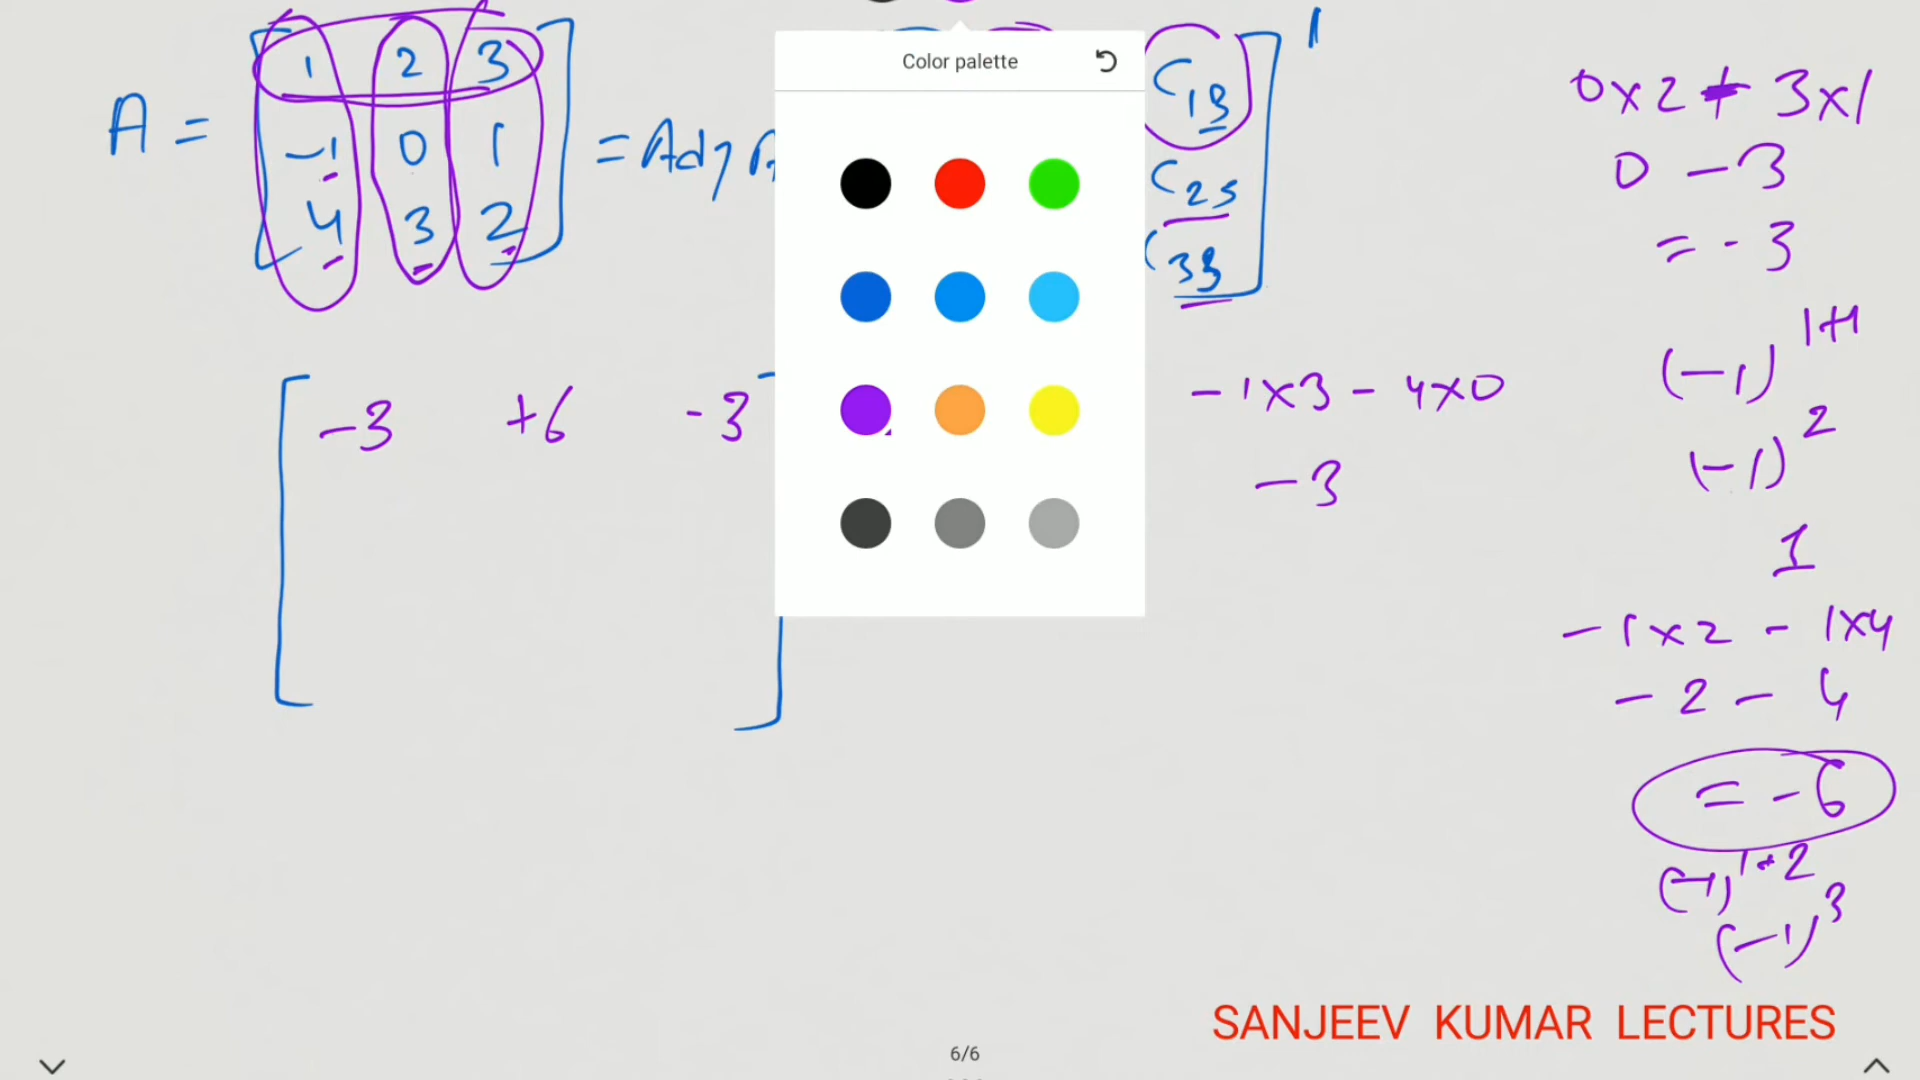 Color palette
1 2 3
A = -1 0 1 = Adj A
4 3 2
C13
C23
C33
-3 +6 -3
0x2 - 3x1
0 - 3
= -3
(-1)^1+1
(-1)^2
1
-1x3 - 4x0
-3
-1x2 - 1x4
-2 - 4
= -6
(-1)^1+2
(-1)^3
SANJEEV KUMAR LECTURES
6/6